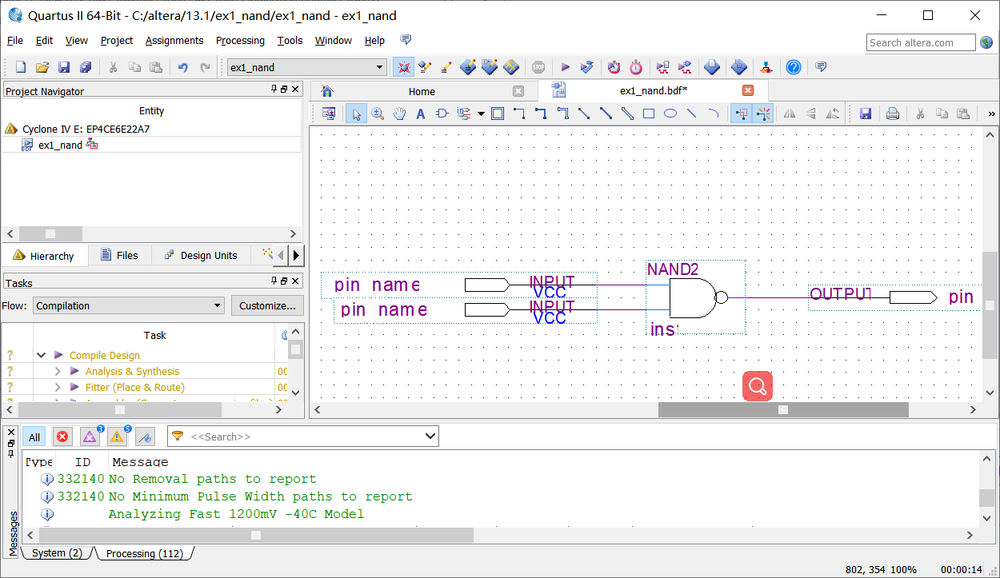 Quartus II 64-Bit - C:/altera/13.1/ex1_nand/ex1_nand - ex1_nand
File Edit View Project Assignments Processing Tools Window Help
Search altera.com
ex1_nand
STOP
Project Navigator
Entity
Cyclone IV E: EP4CE6E22A7
BDF ex1_nand
Hierarchy Files Design Units
Tasks
Flow: Compilation Customize...
Task
Compile Design
Analysis & Synthesis 00
Fitter (Place & Route) 00
Home ex1_nand.bdf*
A
NAND2
pin name INPUT
VCC
pin name INPUT
VCC
OUTPUT pin
ins
All 3 5 <<Search>>
Type ID Message
332140 No Removal paths to report
332140 No Minimum Pulse Width paths to report
Analyzing Fast 1200mV -40C Model
Messages
System (2) Processing (112)
802, 354 100% 00:00:14